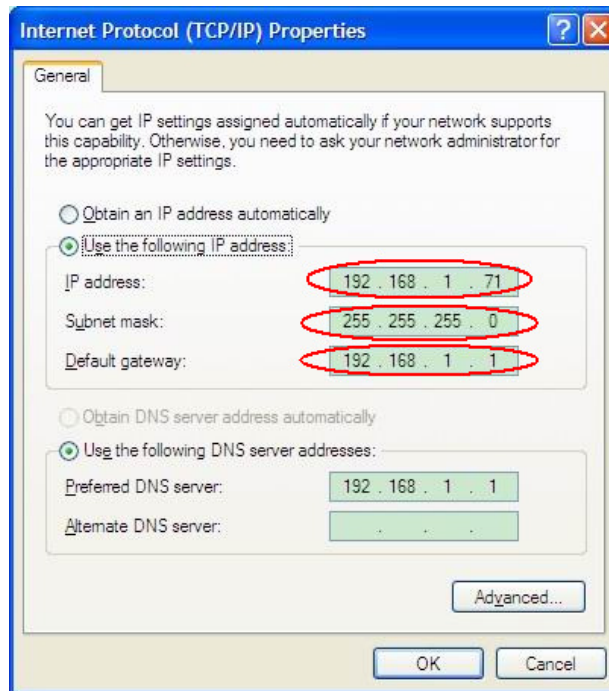 Internet Protocol (TCP/IP) Properties
General
You can get IP settings assigned automatically if your network supports
this capability. Otherwise, you need to ask your network administrator for
the appropriate IP settings.
Obtain an IP address automatically
Use the following IP address:
IP address: 192 . 168 . 1 . 71
Subnet mask: 255 . 255 . 255 . 0
Default gateway: 192 . 168 . 1 . 1
Obtain DNS server address automatically
Use the following DNS server addresses:
Preferred DNS server: 192 . 168 . 1 . 1
Alternate DNS server: . . .
Advanced...
OK Cancel